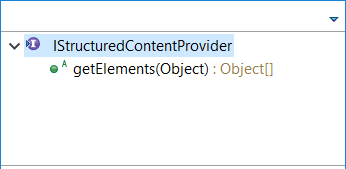 IStructuredContentProvider
A getElements(Object) : Object[]